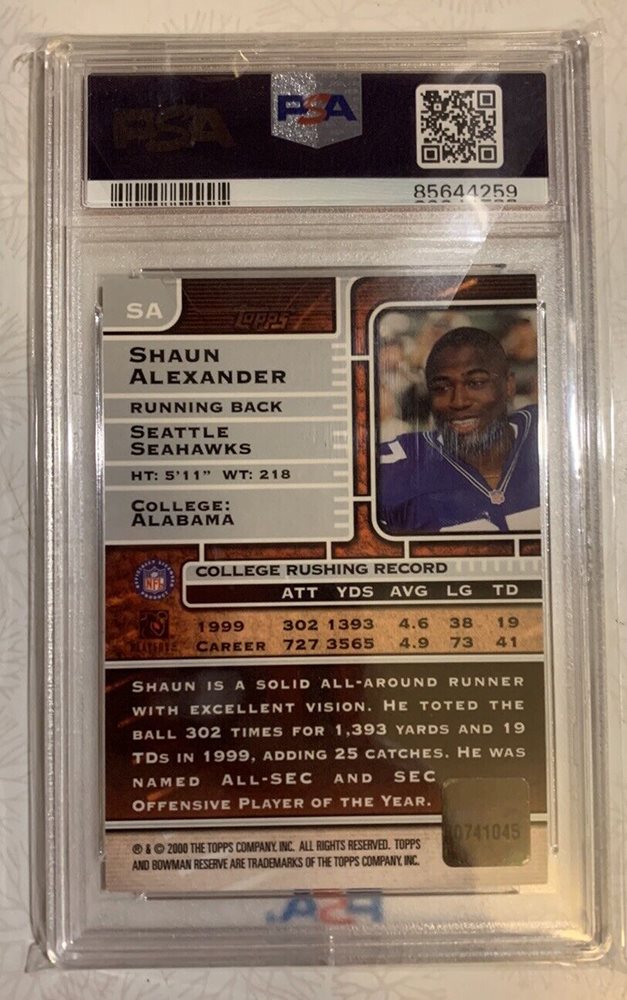 PSA
PSA
85644259
SA
Topps
SHAUN
ALEXANDER
RUNNING BACK
SEATTLE
SEAHAWKS
HT: 5'11" WT: 218
COLLEGE:
ALABAMA
NFL
COLLEGE RUSHING RECORD
ATT YDS AVG LG TD
1999 302 1393 4.6 38 19
CAREER 727 3565 4.9 73 41
PLAYERS
SHAUN IS A SOLID ALL-AROUND RUNNER
WITH EXCELLENT VISION. HE TOTED THE
BALL 302 TIMES FOR 1,393 YARDS AND 19
TDS IN 1999, ADDING 25 CATCHES. HE WAS
NAMED ALL-SEC AND SEC
OFFENSIVE PLAYER OF THE YEAR.
0741045
® & © 2000 THE TOPPS COMPANY, INC. ALL RIGHTS RESERVED. TOPPS
AND BOWMAN RESERVE ARE TRADEMARKS OF THE TOPPS COMPANY, INC.
PSA